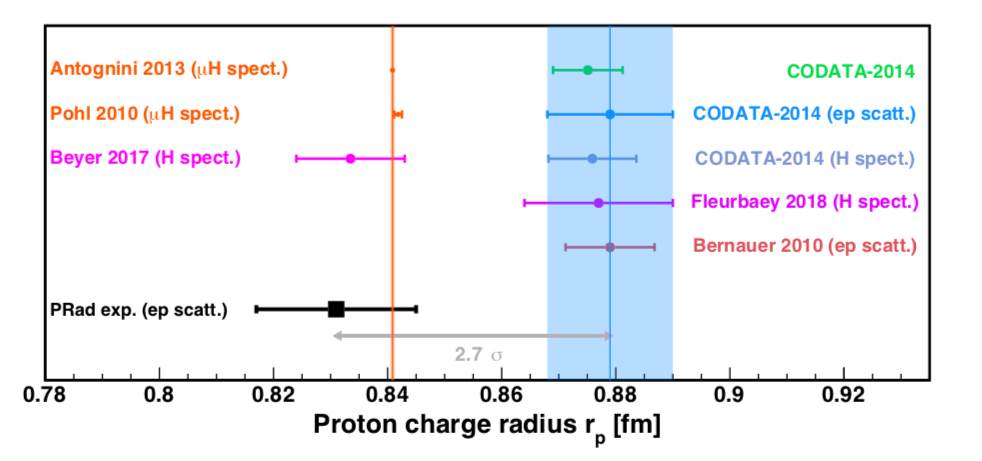 Antognini 2013 (μH spect.)
CODATA-2014
Pohl 2010 (μH spect.)
CODATA-2014 (ep scatt.)
Beyer 2017 (H spect.)
CODATA-2014 (H spect.)
Fleurbaey 2018 (H spect.)
Bernauer 2010 (ep scatt.)
PRad exp. (ep scatt.)
2.7 σ
0.78 0.8 0.82 0.84 0.86 0.88 0.9 0.92
Proton charge radius rp [fm]